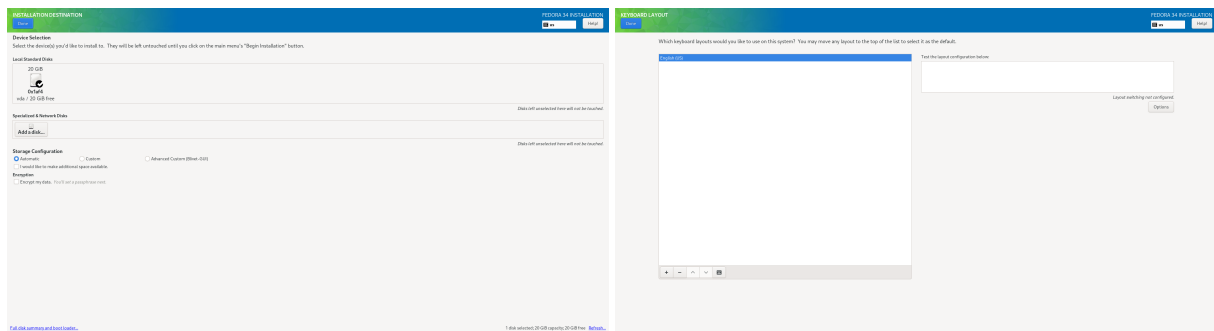 INSTALLATION DESTINATION
FEDORA 34 INSTALLATION
Done
us
Help!
Device Selection
Select the device(s) you'd like to install to. They will be left untouched until you click on the main menu's "Begin Installation" button.
Local Standard Disks
20 GiB
0x1af4
vda / 20 GiB free
Disks left unselected here will not be touched.
Specialized & Network Disks
Add a disk...
Disks left unselected here will not be touched.
Storage Configuration
Automatic Custom Advanced Custom (Blivet-GUI)
I would like to make additional space available.
Encryption
Encrypt my data. You'll set a passphrase next.
Full disk summary and boot loader...
1 disk selected; 20 GiB capacity; 20 GiB free Refresh...
KEYBOARD LAYOUT
FEDORA 34 INSTALLATION
Done
us
Help!
Which keyboard layouts would you like to use on this system? You may move any layout to the top of the list to select it as the default.
English (US)
Test the layout configuration below:
Layout switching not configured.
Options